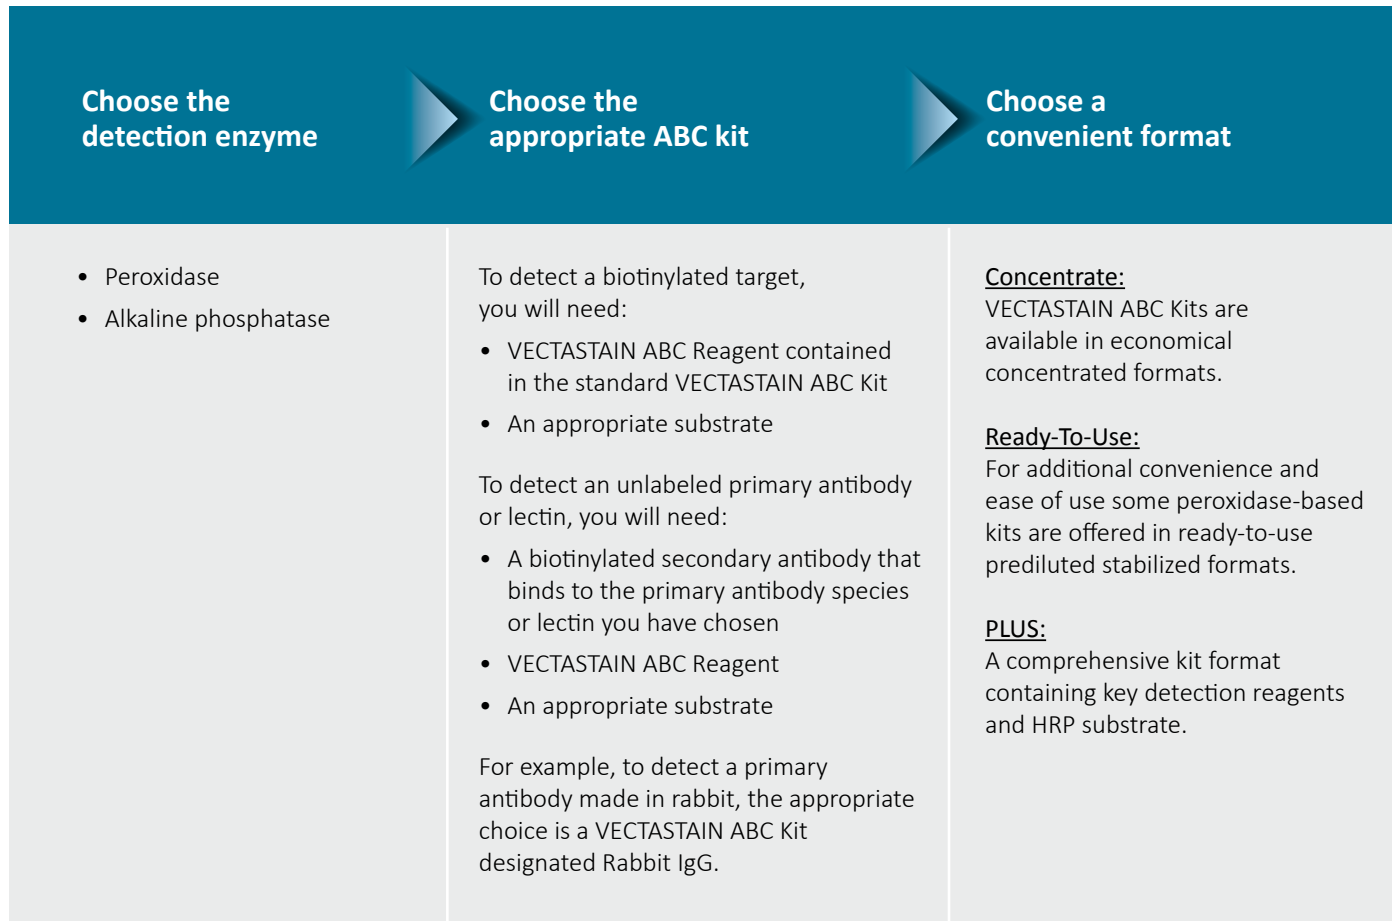 Choose the
detection enzyme
Choose the
appropriate ABC kit
Choose a
convenient format
• Peroxidase
• Alkaline phosphatase
To detect a biotinylated target,
you will need:
• VECTASTAIN ABC Reagent contained
in the standard VECTASTAIN ABC Kit
• An appropriate substrate
To detect an unlabeled primary antibody
or lectin, you will need:
• A biotinylated secondary antibody that
binds to the primary antibody species
or lectin you have chosen
• VECTASTAIN ABC Reagent
• An appropriate substrate
For example, to detect a primary
antibody made in rabbit, the appropriate
choice is a VECTASTAIN ABC Kit
designated Rabbit IgG.
Concentrate:
VECTASTAIN ABC Kits are
available in economical
concentrated formats.
Ready-To-Use:
For additional convenience and
ease of use some peroxidase-based
kits are offered in ready-to-use
prediluted stabilized formats.
PLUS:
A comprehensive kit format
containing key detection reagents
and HRP substrate.